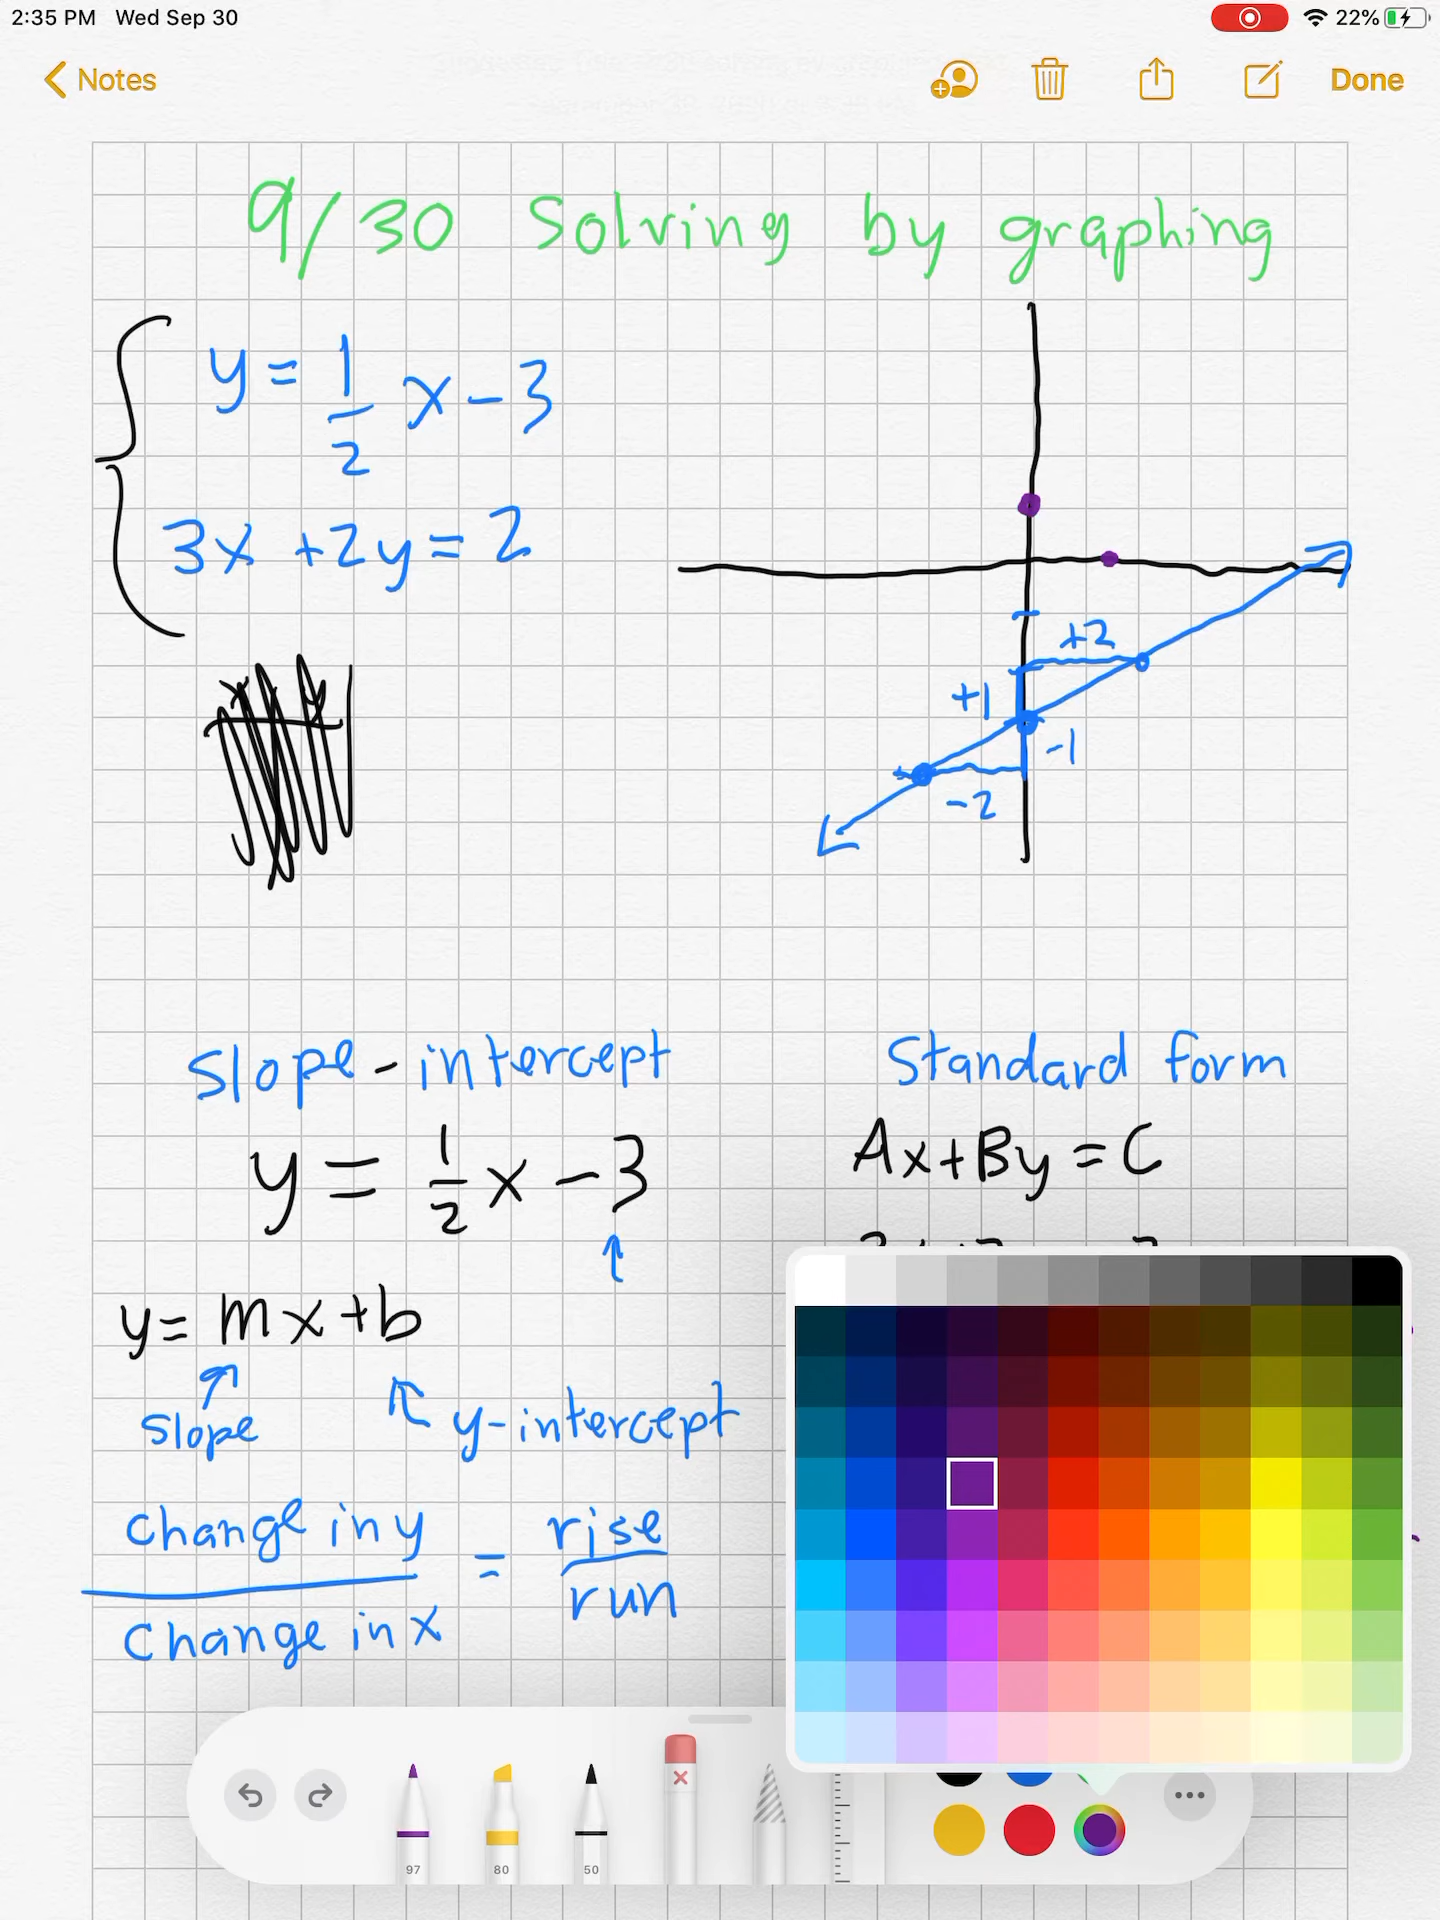 2:35 PM Wed Sep 30 22%
Notes Done
9/30 Solving by graphing
y = 1/2 x - 3
3x + 2y = 2
+2
+1
-1
-2
Slope - intercept
y = 1/2 x - 3
y = mx + b
slope
y-intercept
change in y / change in x = rise / run
Standard form
Ax + By = C
97 80 50